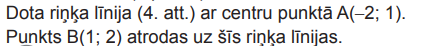 Dota riņķa līnija (4. att.) ar centru punktā A(–2; 1).
Punkts B(1; 2) atrodas uz šīs riņķa līnijas.